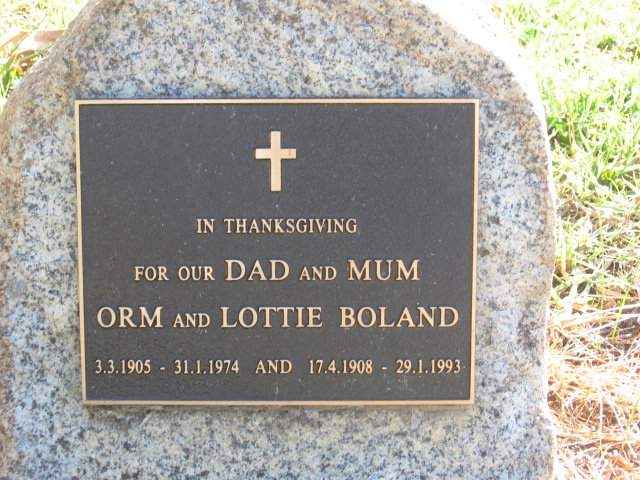 IN THANKSGIVING
FOR OUR DAD AND MUM
ORM AND LOTTIE BOLAND
3.3.1905 - 31.1.1974 AND 17.4.1908 - 29.1.1993